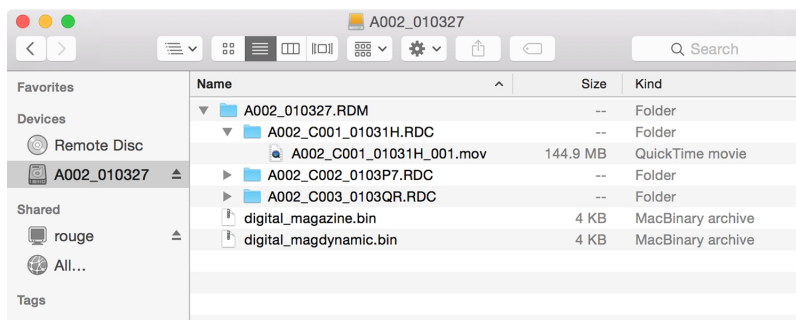 A002_010327
Search
Favorites
Devices
Remote Disc
A002_010327
Shared
rouge
All...
Tags
Name Size Kind
A002_010327.RDM -- Folder
A002_C001_01031H.RDC -- Folder
A002_C001_01031H_001.mov 144.9 MB QuickTime movie
A002_C002_0103P7.RDC -- Folder
A002_C003_0103QR.RDC -- Folder
digital_magazine.bin 4 KB MacBinary archive
digital_magdynamic.bin 4 KB MacBinary archive